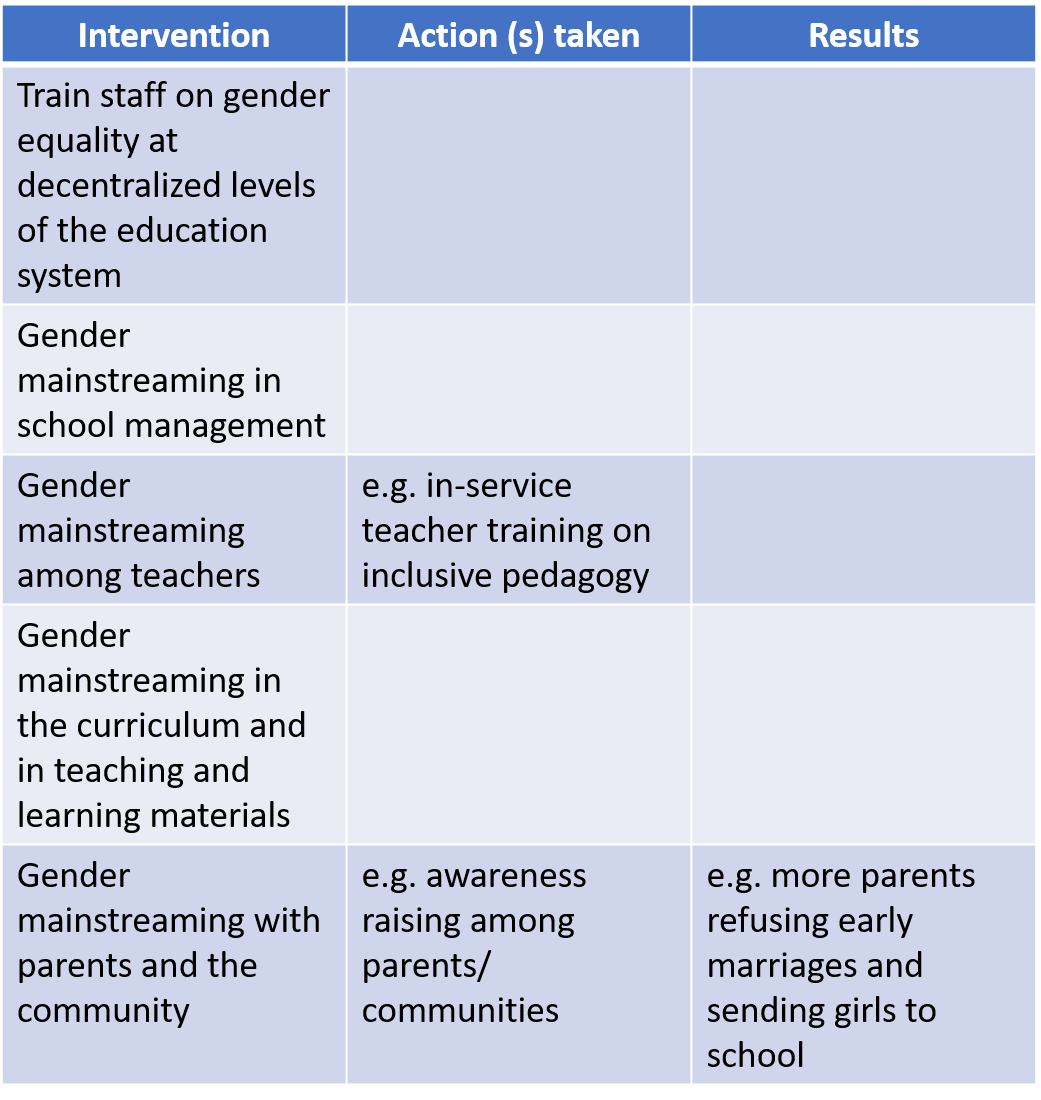 Intervention
Action (s) taken
Results
Train staff on gender
equality at
decentralized levels
of the education
system
Gender
mainstreaming in
school management
Gender
mainstreaming
among teachers
e.g. in-service
teacher training on
inclusive pedagogy
Gender
mainstreaming in
the curriculum and
in teaching and
learning materials
Gender
mainstreaming with
parents and the
community
e.g. awareness
raising among
parents/
communities
e.g. more parents
refusing early
marriages and
sending girls to
school